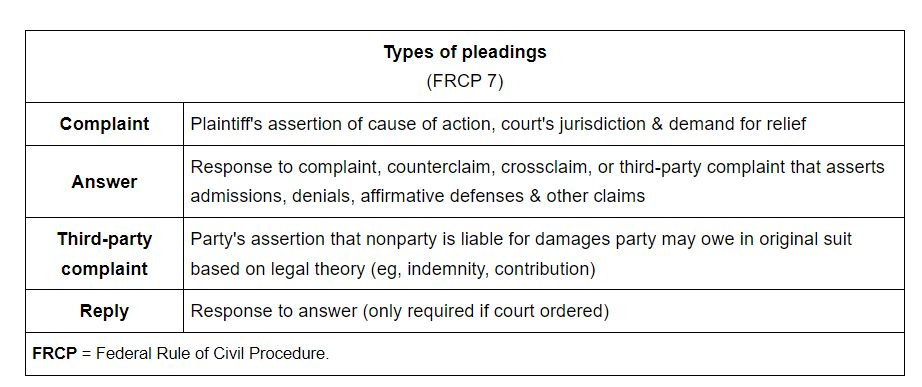 Types of pleadings
(FRCP 7)
Complaint
Plaintiff's assertion of cause of action, court's jurisdiction & demand for relief
Answer
Response to complaint, counterclaim, crossclaim, or third-party complaint that asserts
admissions, denials, affirmative defenses & other claims
Third-party
complaint
Party's assertion that nonparty is liable for damages party may owe in original suit
based on legal theory (eg, indemnity, contribution)
Reply
Response to answer (only required if court ordered)
FRCP = Federal Rule of Civil Procedure.